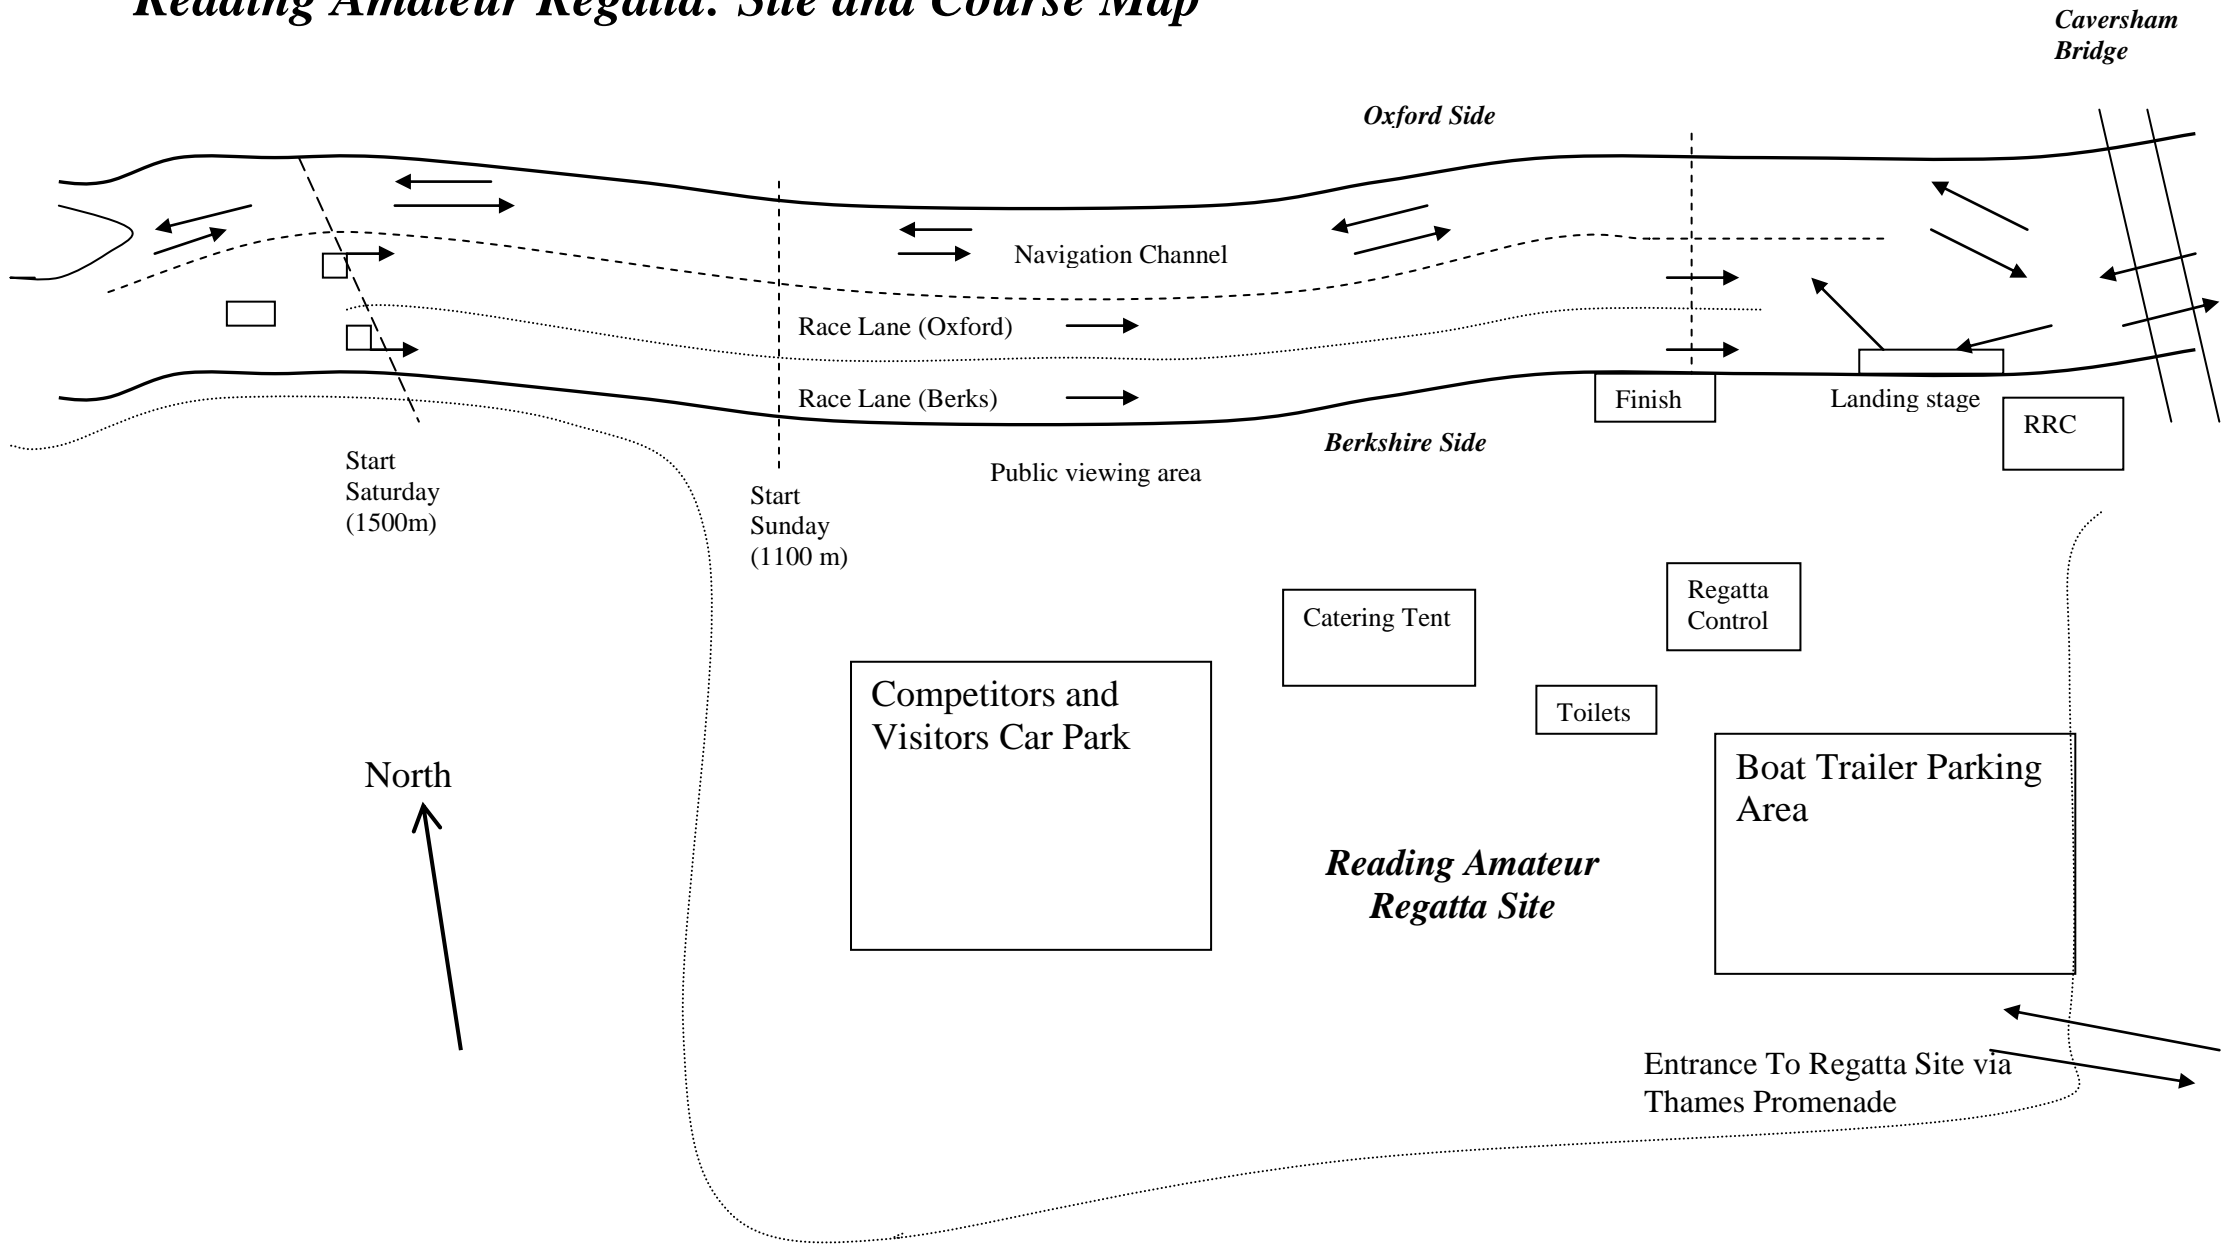 Reading Amateur Regatta: Site and Course Map
Caversham
Bridge
Oxford Side
Navigation Channel
Race Lane (Oxford)
Race Lane (Berks)
Finish
Landing stage
RRC
Berkshire Side
Public viewing area
Start
Saturday
(1500m)
Start
Sunday
(1100 m)
Regatta
Control
Catering Tent
Toilets
Competitors and
Visitors Car Park
Boat Trailer Parking
Area
North
Reading Amateur
Regatta Site
Entrance To Regatta Site via
Thames Promenade